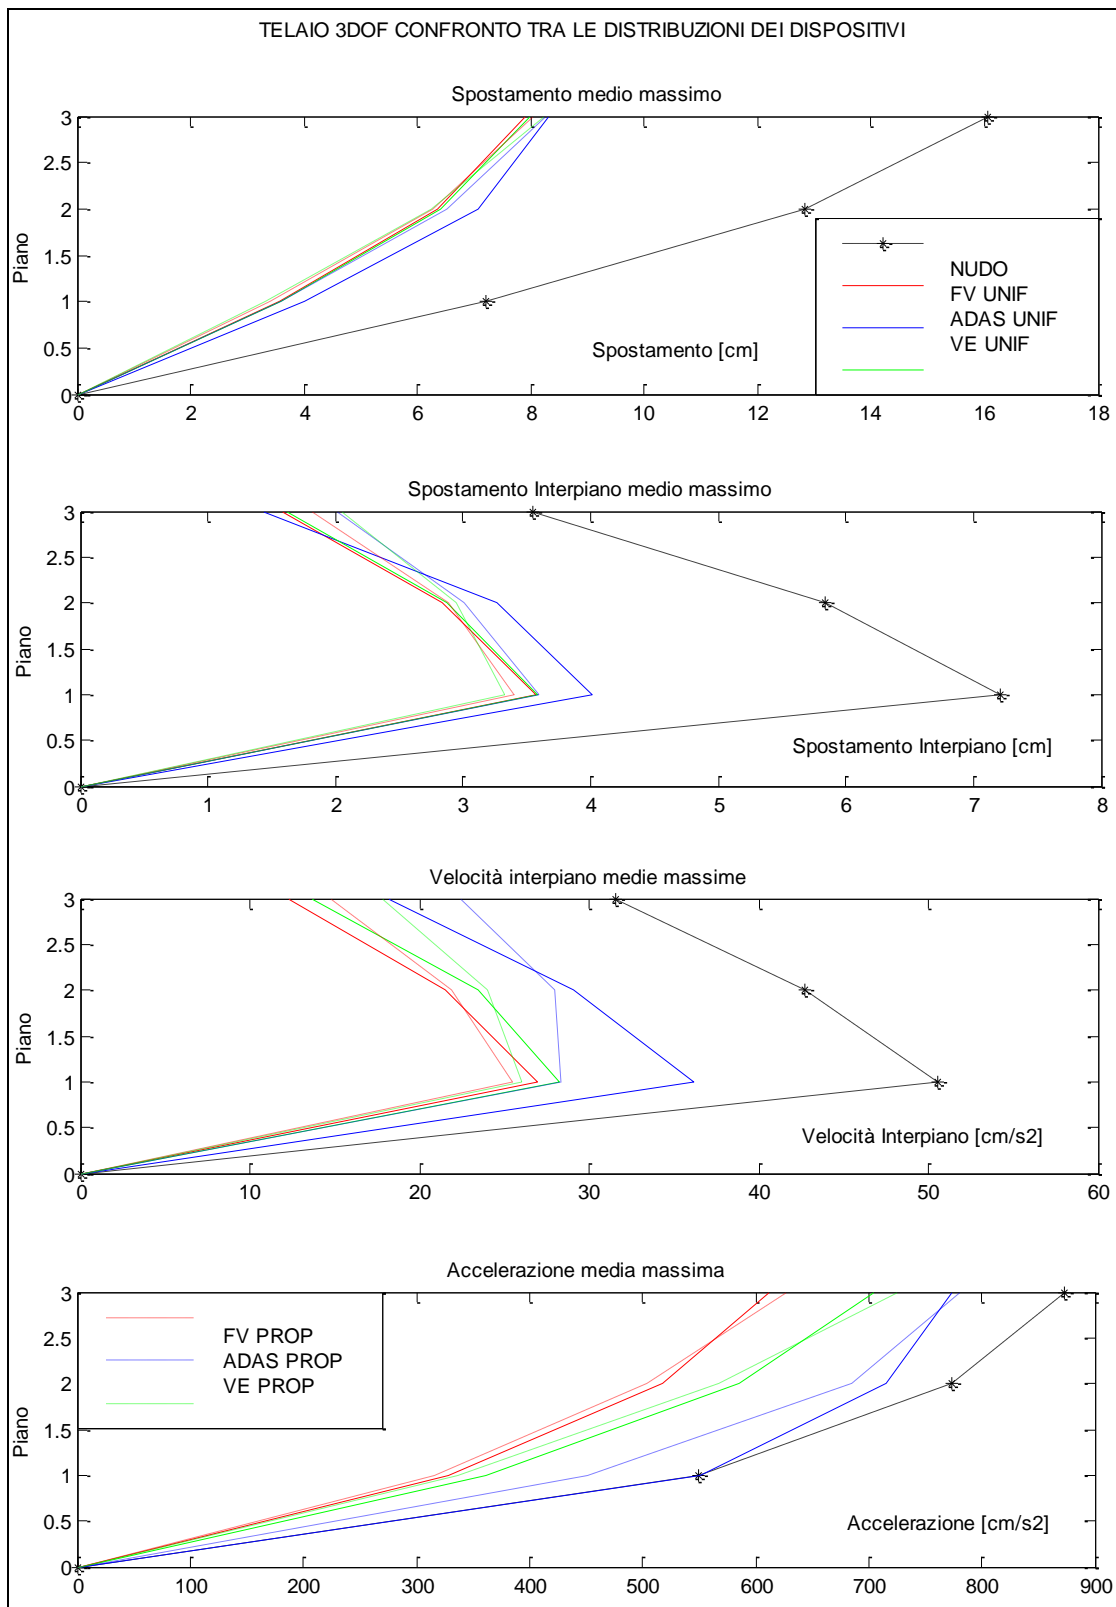 TELAIO 3DOF CONFRONTO TRA LE DISTRIBUZIONI DEI DISPOSITIVI
Spostamento medio massimo
3
2.5
2
1.5
1
0.5
0
Piano
NUDO
FV UNIF
ADAS UNIF
VE UNIF
Spostamento [cm]
0 2 4 6 8 10 12 14 16 18
Spostamento Interpiano medio massimo
3
2.5
2
1.5
1
0.5
0
Piano
Spostamento Interpiano [cm]
0 1 2 3 4 5 6 7 8
Velocità interpiano medie massime
3
2.5
2
1.5
1
0.5
0
Piano
Velocità Interpiano [cm/s2]
0 10 20 30 40 50 60
Accelerazione media massima
3
2.5
2
1.5
1
0.5
0
Piano
FV PROP
ADAS PROP
VE PROP
Accelerazione [cm/s2]
0 100 200 300 400 500 600 700 800 900